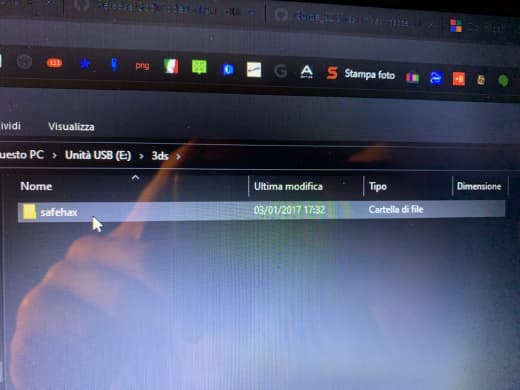 123
png
G
A
S Stampa foto
ividi Visualizza
uesto PC > Unità USB (E:) > 3ds >
Nome Ultima modifica Tipo Dimensione
safehax 03/01/2017 17:32 Cartella di file